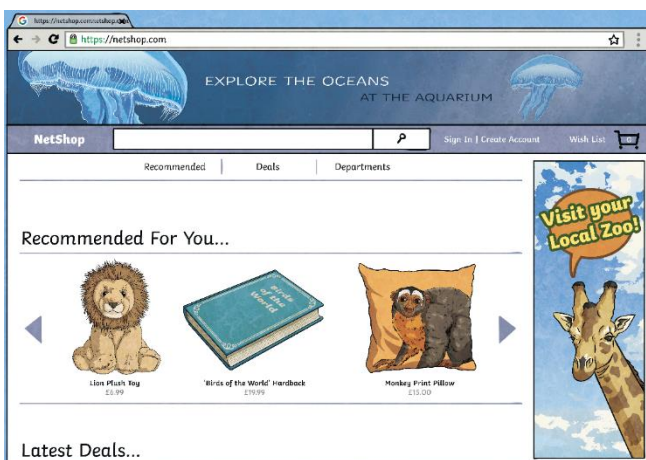 https://netshop.com
EXPLORE THE OCEANS
AT THE AQUARIUM
NetShop
Sign In | Create Account
Wish List
0
Recommended
Deals
Departments
Visit your
Local Zoo!
Recommended For You...
Birds
of the
World
Lion Plush Toy
£6.99
'Birds of the World' Hardback
£19.99
Monkey Print Pillow
£15.00
Latest Deals...